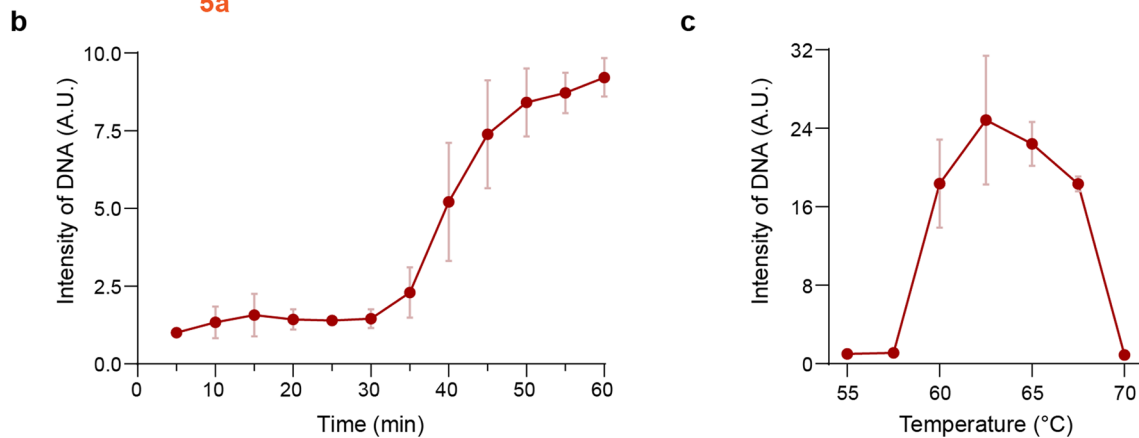 5a
b
c
10.0
7.5
5.0
2.5
0.0
Intensity of DNA (A.U.)
0 10 20 30 40 50 60
Time (min)
32
24
16
8
0
Intensity of DNA (A.U.)
55 60 65 70
Temperature (°C)